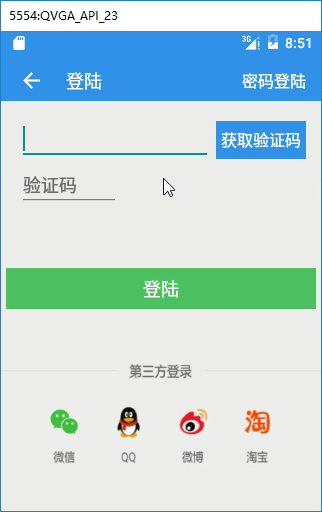 5554:QVGA_API_23
3G 8:51
登陆 密码登陆
获取验证码
验证码
登陆
第三方登录
淘
微信 QQ 微博 淘宝